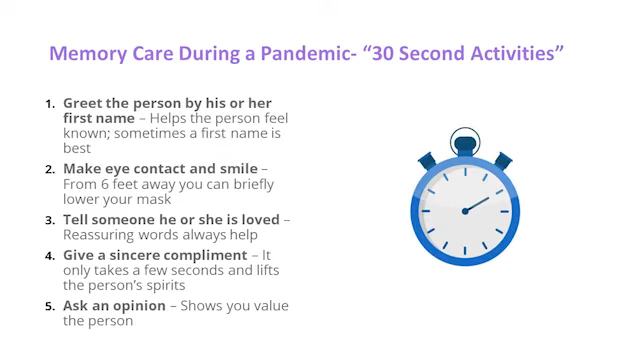 Memory Care During a Pandemic- “30 Second Activities”
1. Greet the person by his or her
first name – Helps the person feel
known; sometimes a first name is
best
2. Make eye contact and smile –
From 6 feet away you can briefly
lower your mask
3. Tell someone he or she is loved –
Reassuring words always help
4. Give a sincere compliment – It
only takes a few seconds and lifts
the person’s spirits
5. Ask an opinion – Shows you value
the person